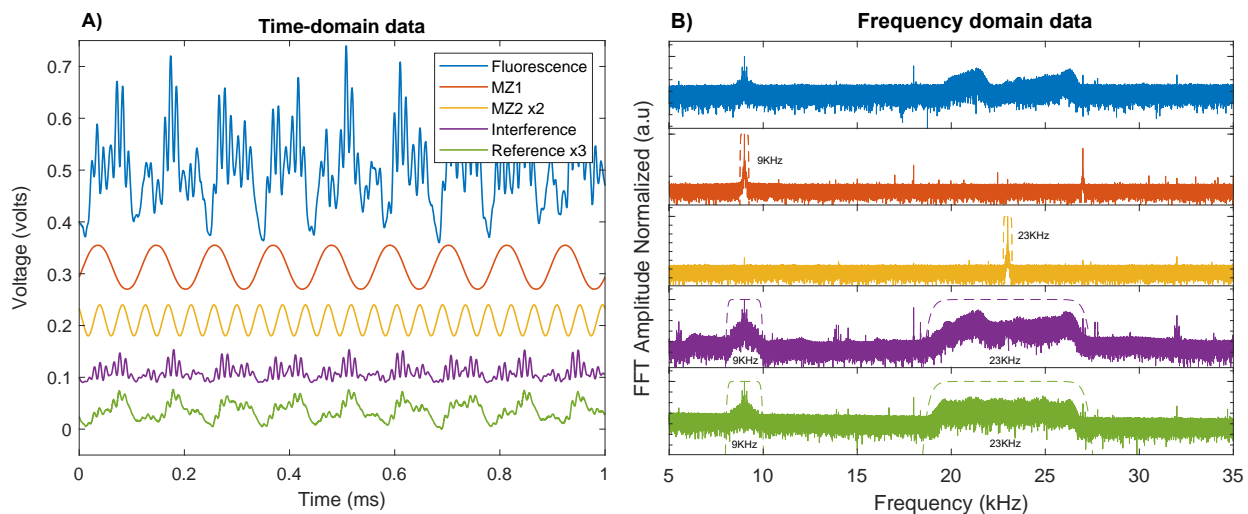 A)
Time-domain data
Voltage (volts)
0.7
0.6
0.5
0.4
0.3
0.2
0.1
0
Fluorescence
MZ1
MZ2 x2
Interference
Reference x3
0
0.2
0.4
0.6
0.8
1
Time (ms)
B)
Frequency domain data
FFT Amplitude Normalized (a.u)
9KHz
23KHz
9KHz
23KHz
9KHz
23KHz
5
10
15
20
25
30
35
Frequency (kHz)